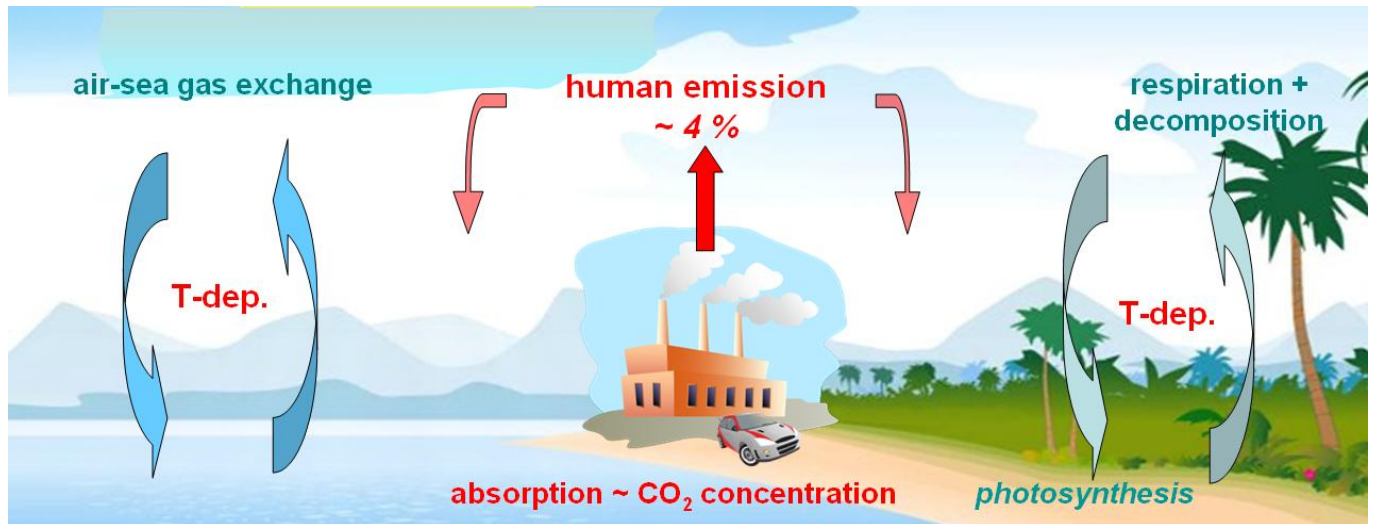 air-sea gas exchange
human emission
~ 4 %
respiration +
decomposition
T-dep.
T-dep.
absorption ~ CO₂ concentration
photosynthesis